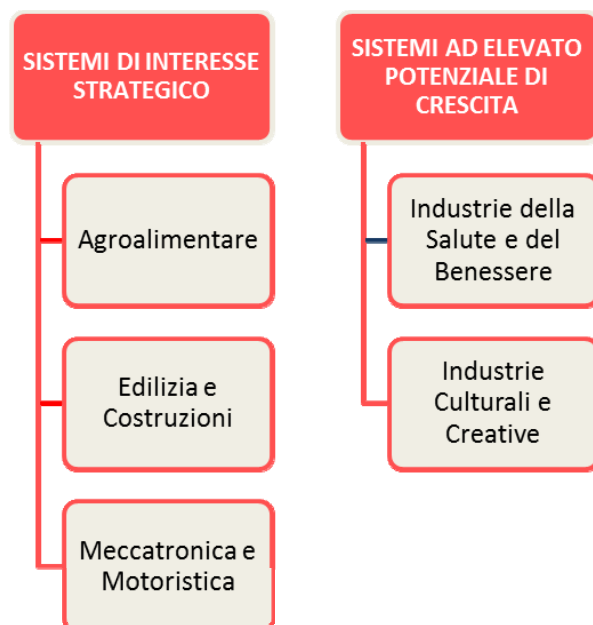 SISTEMI DI INTERESSE
STRATEGICO
Agroalimentare
Edilizia e
Costruzioni
Meccatronica e
Motoristica
SISTEMI AD ELEVATO
POTENZIALE DI
CRESCITA
Industrie della
Salute e del
Benessere
Industrie
Culturali e
Creative